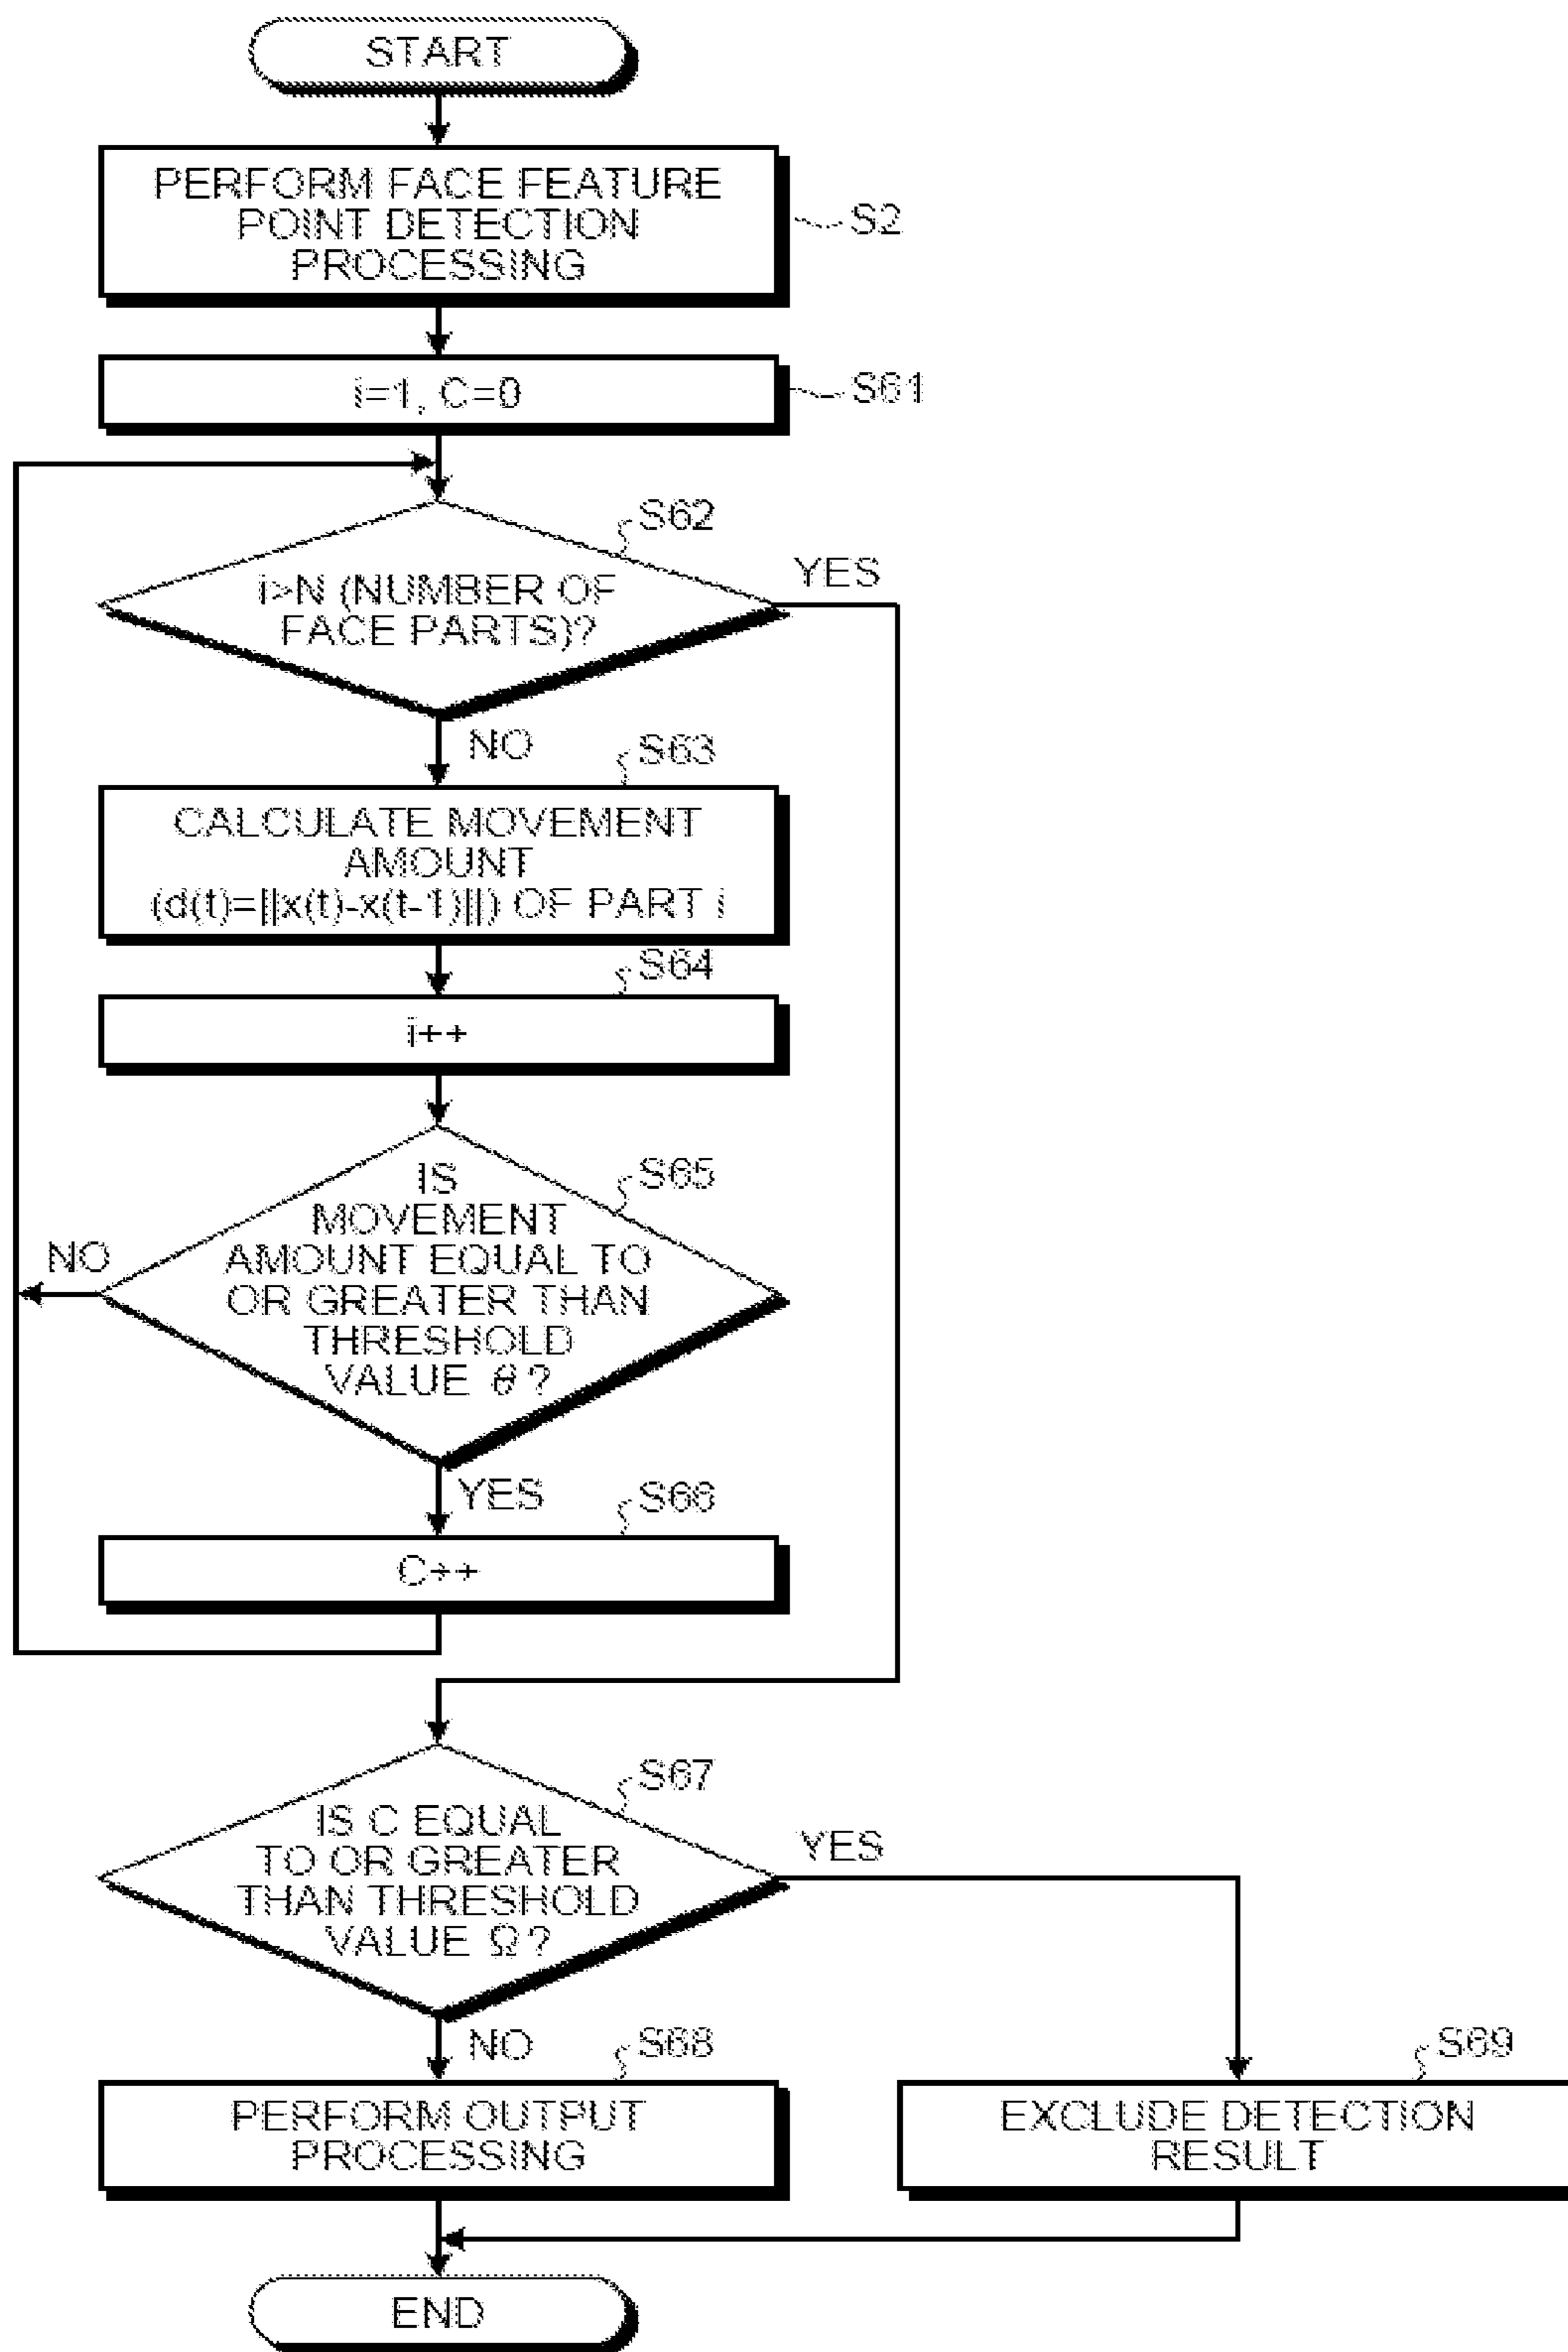 START
PERFORM FACE FEATURE
POINT DETECTION
PROCESSING
S2
i=1, C=0
S61
S62
i>N (NUMBER OF
FACE PARTS)?
YES
NO
S63
CALCULATE MOVEMENT
AMOUNT
(d(t)=||x(t)-x(t-1)||) OF PART i
S64
i++
S65
IS
MOVEMENT
AMOUNT EQUAL TO
OR GREATER THAN
THRESHOLD
VALUE θ?
NO
YES
S66
C++
S67
IS C EQUAL
TO OR GREATER
THAN THRESHOLD
VALUE Ω?
YES
NO
S68
PERFORM OUTPUT
PROCESSING
S69
EXCLUDE DETECTION
RESULT
END